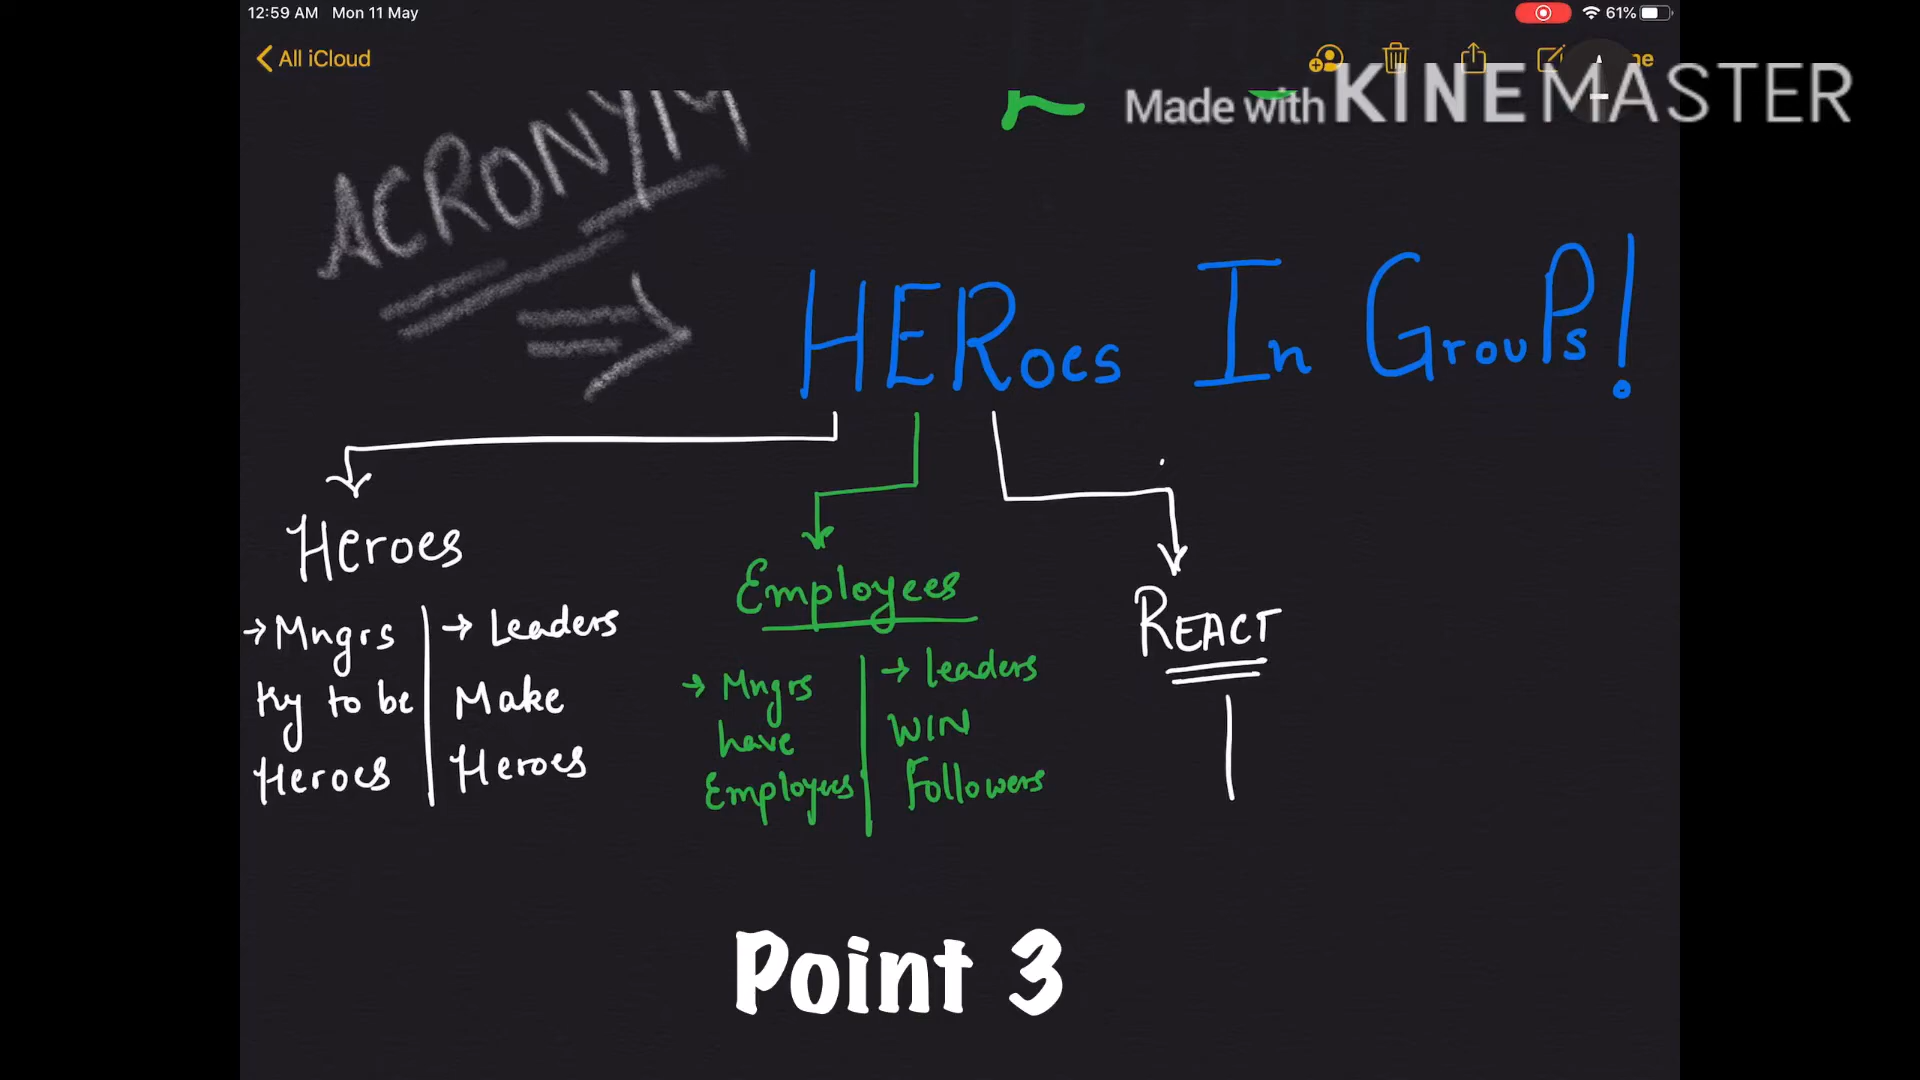 12:59 AM Mon 11 May
61%
All iCloud
Made with KINEMASTER
ACRONYM
HERoes In GrouPs!
Heroes
→ Mngrs
try to be
Heroes
→ Leaders
Make
Heroes
Employees
→ Mngrs
have
Employees
→ leaders
WIN
Followers
REACT
Point 3